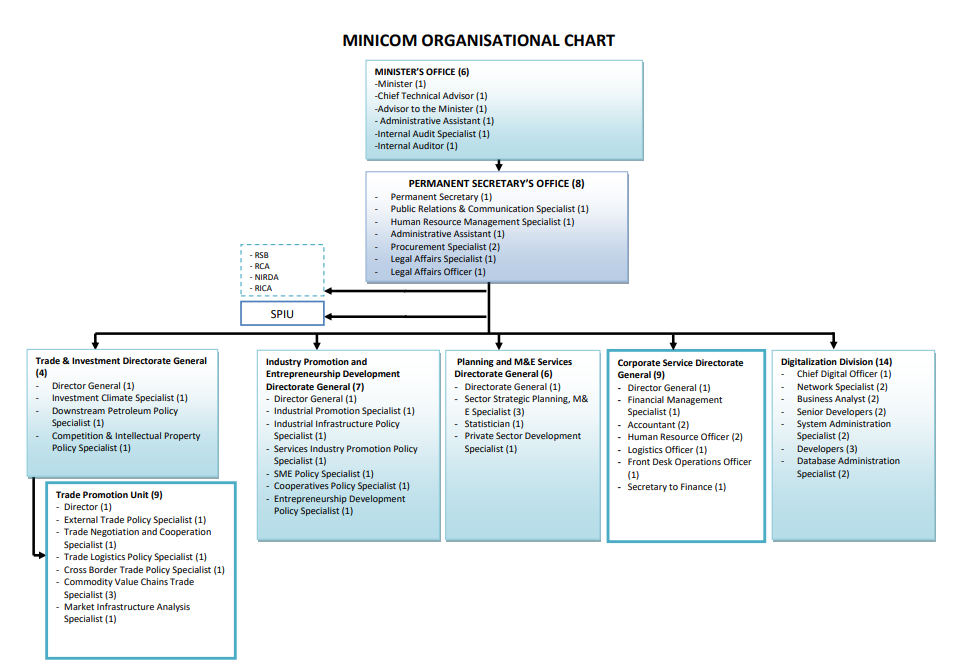 MINICOM ORGANISATIONAL CHART
MINISTER'S OFFICE (6)
-Minister (1)
-Chief Technical Advisor (1)
-Advisor to the Minister (1)
- Administrative Assistant (1)
-Internal Audit Specialist (1)
-Internal Auditor (1)
PERMANENT SECRETARY'S OFFICE (8)
- Permanent Secretary (1)
- Public Relations & Communication Specialist (1)
- Human Resource Management Specialist (1)
- Administrative Assistant (1)
- Procurement Specialist (2)
- Legal Affairs Specialist (1)
- Legal Affairs Officer (1)
- RSB
- RCA
- NIRDA
- RICA
SPIU
Trade & Investment Directorate General
(4)
- Director General (1)
- Investment Climate Specialist (1)
- Downstream Petroleum Policy
Specialist (1)
- Competition & Intellectual Property
Policy Specialist (1)
Trade Promotion Unit (9)
- Director (1)
- External Trade Policy Specialist (1)
- Trade Negotiation and Cooperation
Specialist (1)
- Trade Logistics Policy Specialist (1)
- Cross Border Trade Policy Specialist (1)
- Commodity Value Chains Trade
Specialist (3)
- Market Infrastructure Analysis
Specialist (1)
Industry Promotion and
Entrepreneurship Development
Directorate General (7)
- Director General (1)
- Industrial Promotion Specialist (1)
- Industrial Infrastructure Policy
Specialist (1)
- Services Industry Promotion Policy
Specialist (1)
- SME Policy Specialist (1)
- Cooperatives Policy Specialist (1)
- Entrepreneurship Development
Policy Specialist (1)
Planning and M&E Services
Directorate General (6)
- Directorate General (1)
- Sector Strategic Planning, M&
E Specialist (3)
- Statistician (1)
- Private Sector Development
Specialist (1)
Corporate Service Directorate
General (9)
- Director General (1)
- Financial Management
Specialist (1)
- Accountant (2)
- Human Resource Officer (2)
- Logistics Officer (1)
- Front Desk Operations Officer
(1)
- Secretary to Finance (1)
Digitalization Division (14)
- Chief Digital Officer (1)
- Network Specialist (2)
- Business Analyst (2)
- Senior Developers (2)
- System Administration
Specialist (2)
- Developers (3)
- Database Administration
Specialist (2)